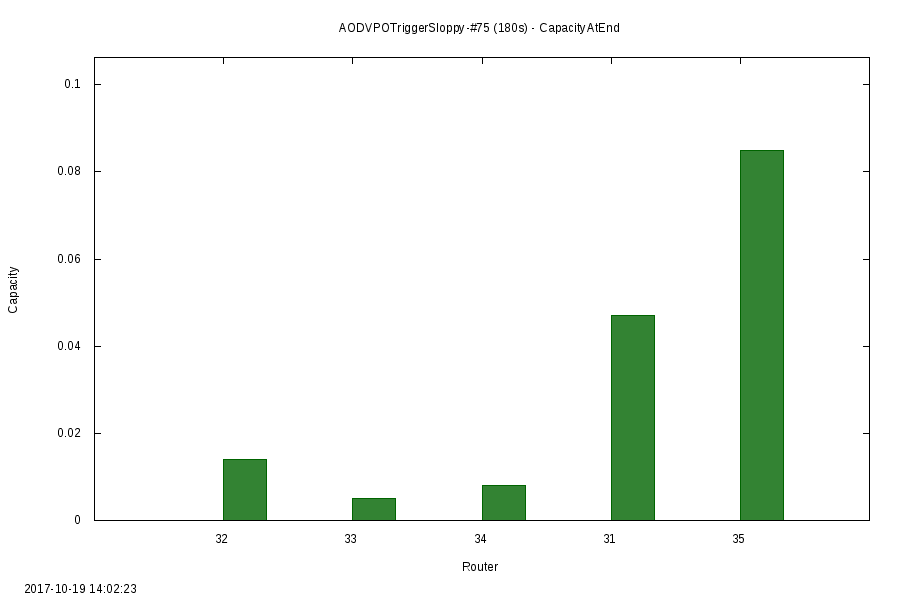 AODVPOTriggerSloppy-#75 (180s) - CapacityAtEnd
0.1
0.08
0.06
0.04
0.02
0
Capacity
32 33 34 31 35
Router
2017-10-19 14:02:23